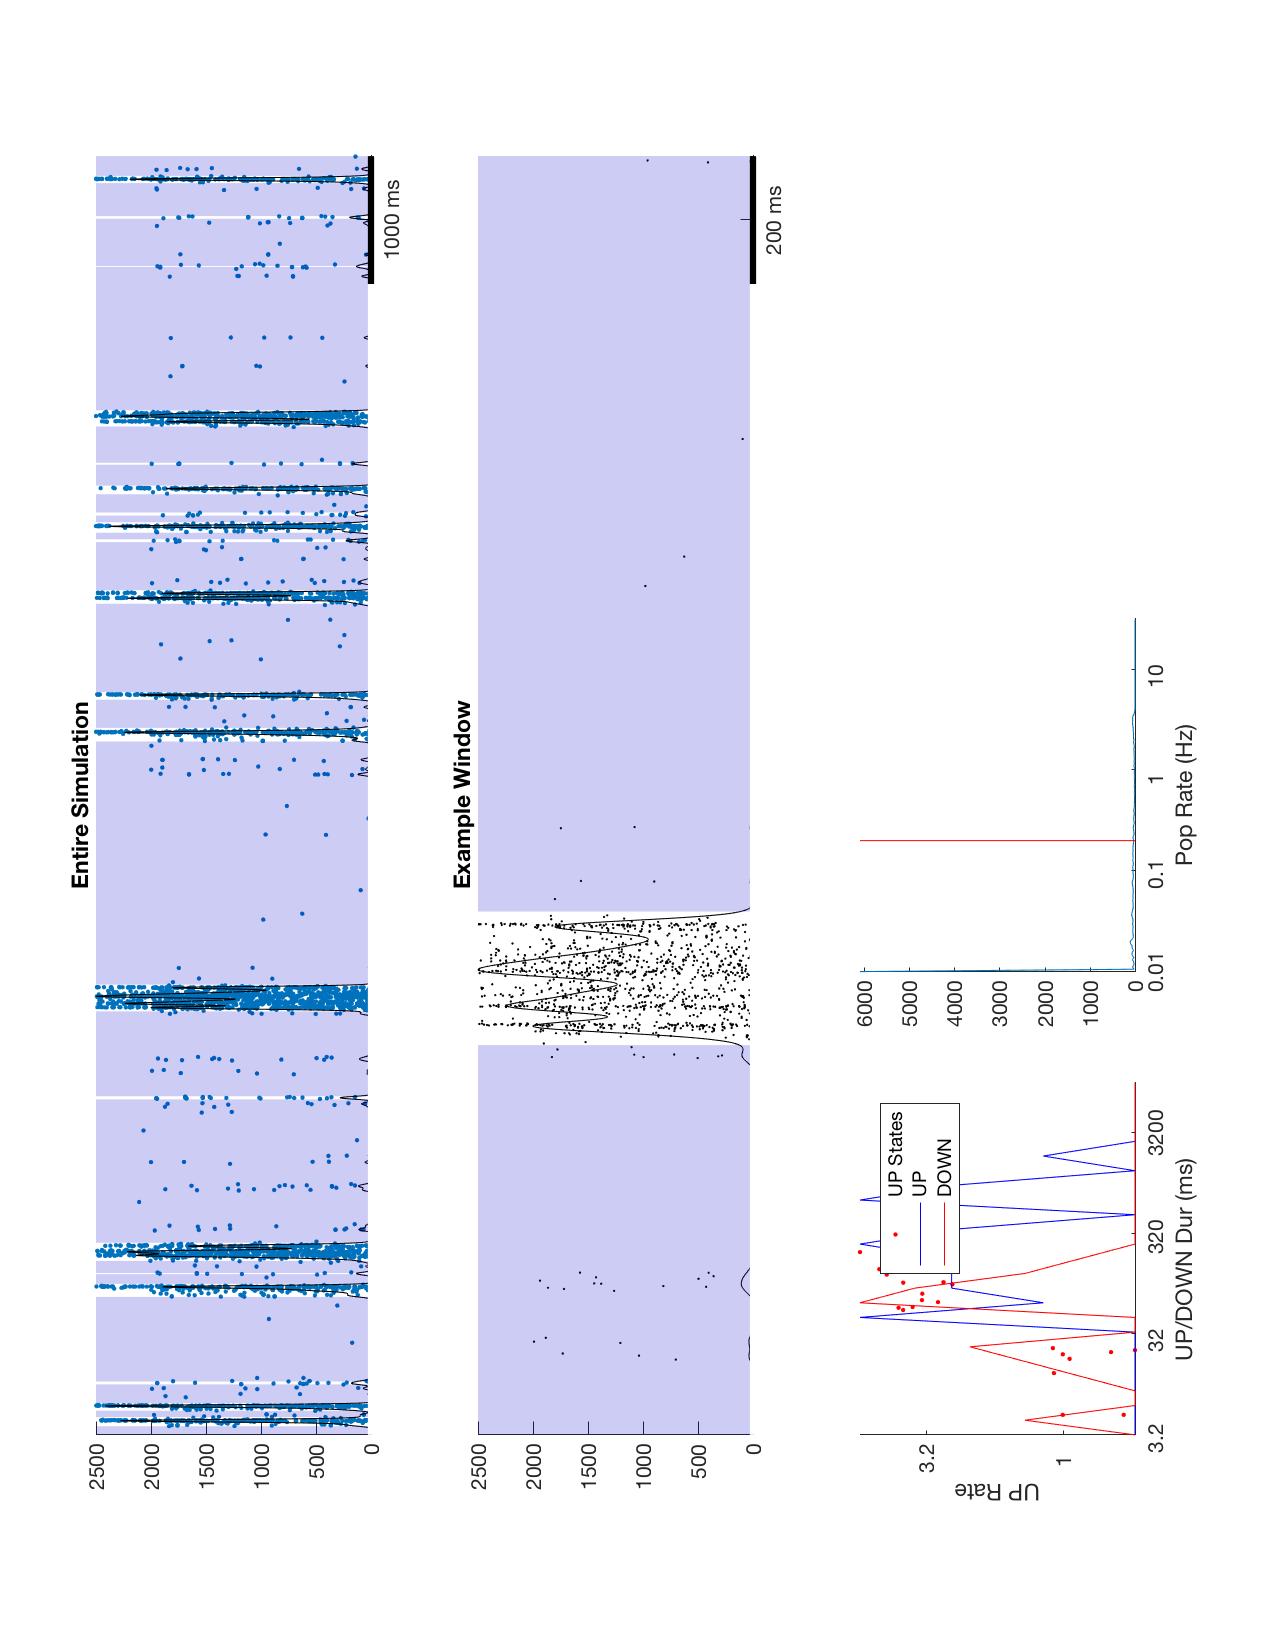 Entire Simulation
2500
2000
1500
1000
500
0
1000 ms
Example Window
2500
2000
1500
1000
500
0
200 ms
UP Rate
3.2
1
3.2
32
320
3200
UP/DOWN Dur (ms)
UP States
UP
DOWN
6000
5000
4000
3000
2000
1000
0
0.01
0.1
1
10
Pop Rate (Hz)